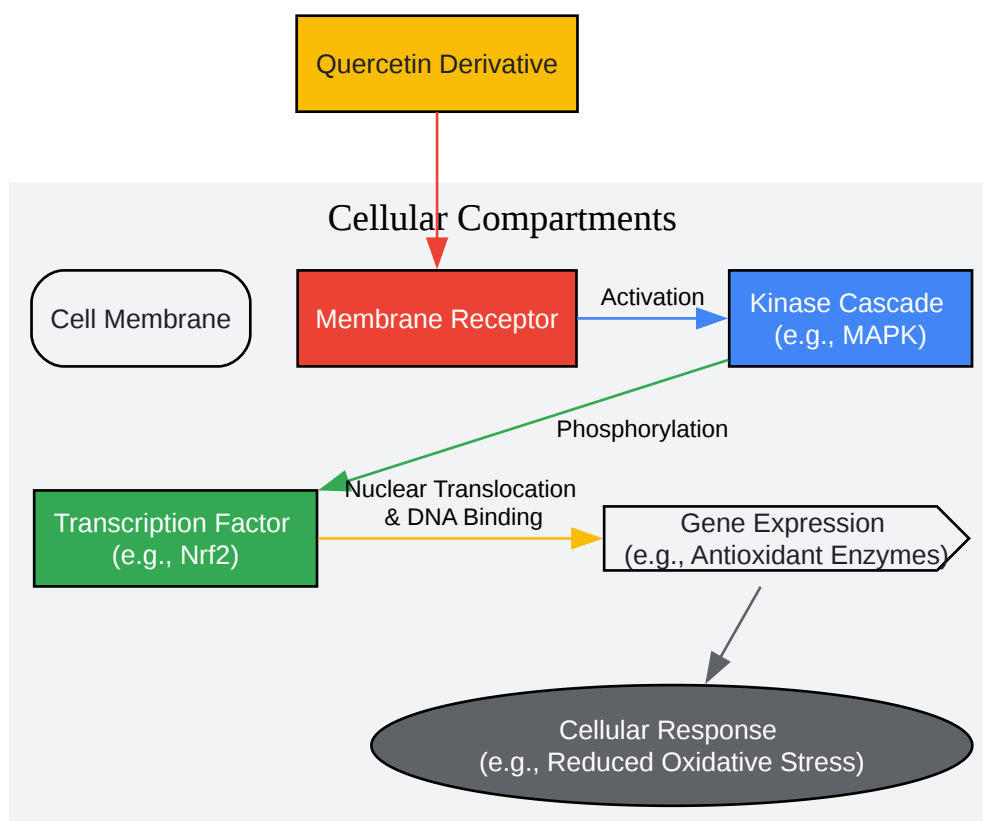 Quercetin Derivative
Cellular Compartments
Cell Membrane
Membrane Receptor
Activation
Kinase Cascade
(e.g., MAPK)
Phosphorylation
Transcription Factor
(e.g., Nrf2)
Nuclear Translocation
& DNA Binding
Gene Expression
(e.g., Antioxidant Enzymes)
Cellular Response
(e.g., Reduced Oxidative Stress)